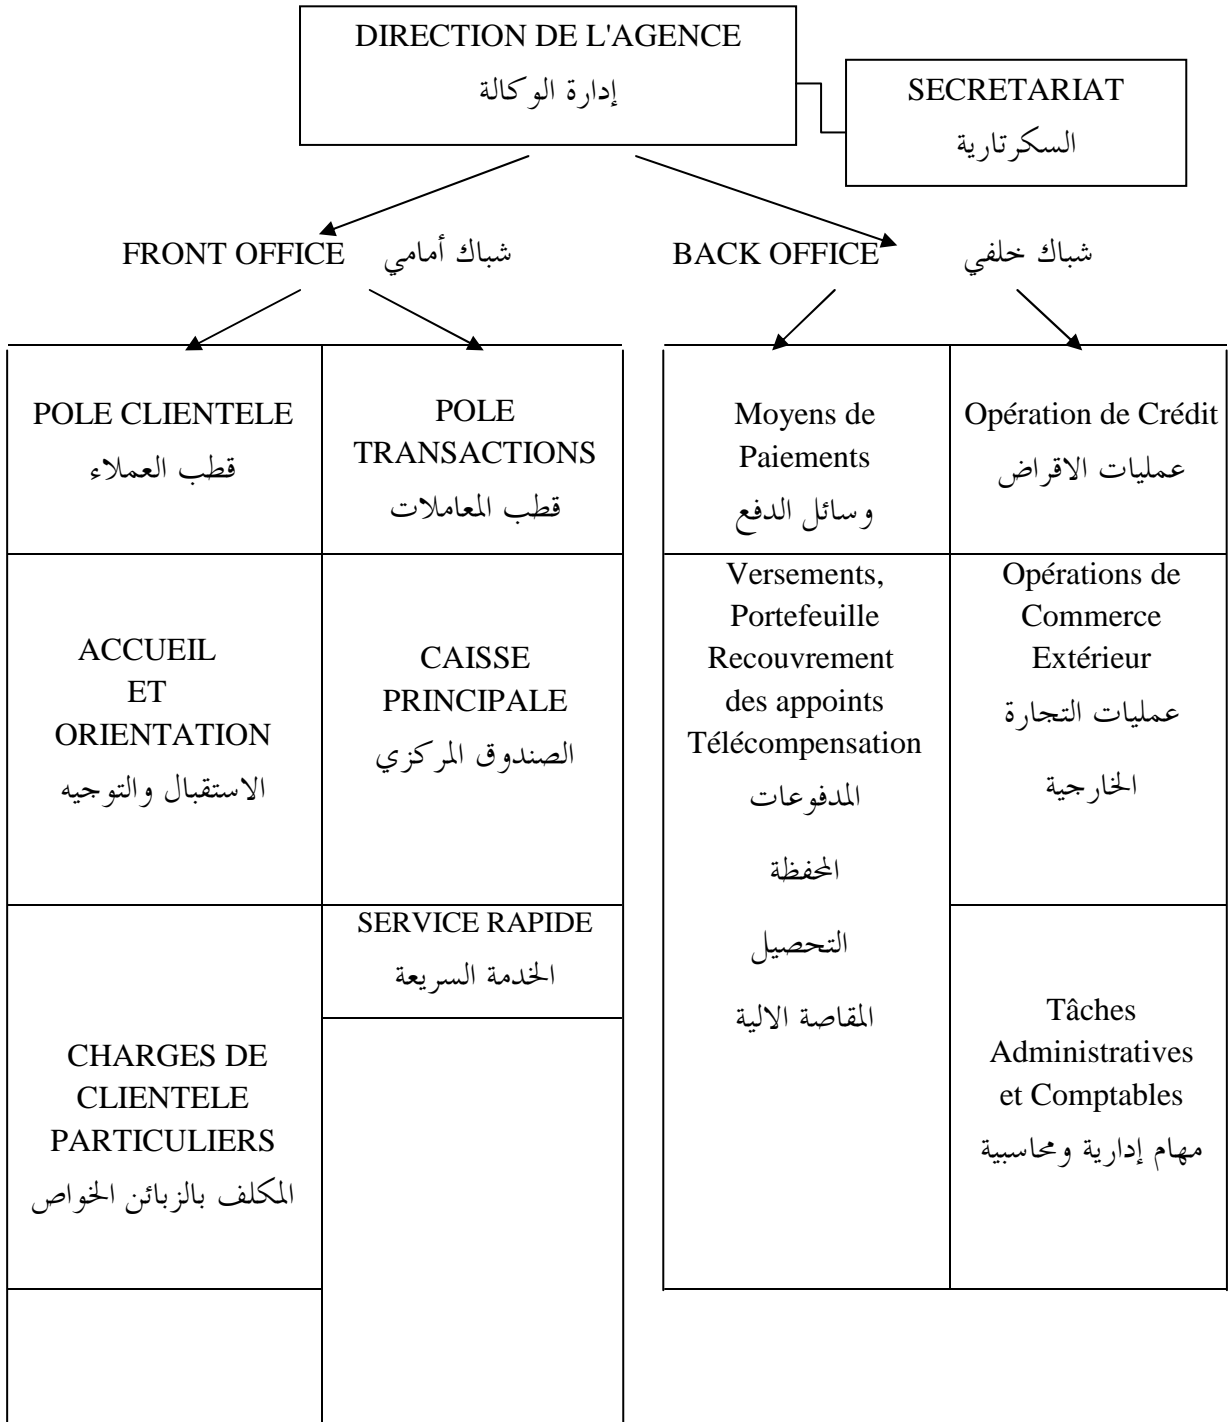 DIRECTION DE L'AGENCE
إدارة الوكالة
SECRETARIAT
السكرتارية
FRONT OFFICE شباك أمامي
BACK OFFICE شباك خلفي
POLE CLIENTELE
قطب العملاء
POLE
TRANSACTIONS
قطب المعاملات
Moyens de
Paiements
وسائل الدفع
Opération de Crédit
عمليات الاقراض
ACCUEIL
ET
ORIENTATION
الاستقبال والتوجيه
CAISSE
PRINCIPALE
الصندوق المركزي
Versements,
Portefeuille
Recouvrement
des appoints
Télécompensation
المدفوعات
المحفظة
التحصيل
المقاصة الالية
Opérations de
Commerce
Extérieur
عمليات التجارة
الخارجية
CHARGES DE
CLIENTELE
PARTICULIERS
المكلف بالزبائن الخواص
SERVICE RAPIDE
الخدمة السريعة
Tâches
Administratives
et Comptables
مهام إدارية ومحاسبية